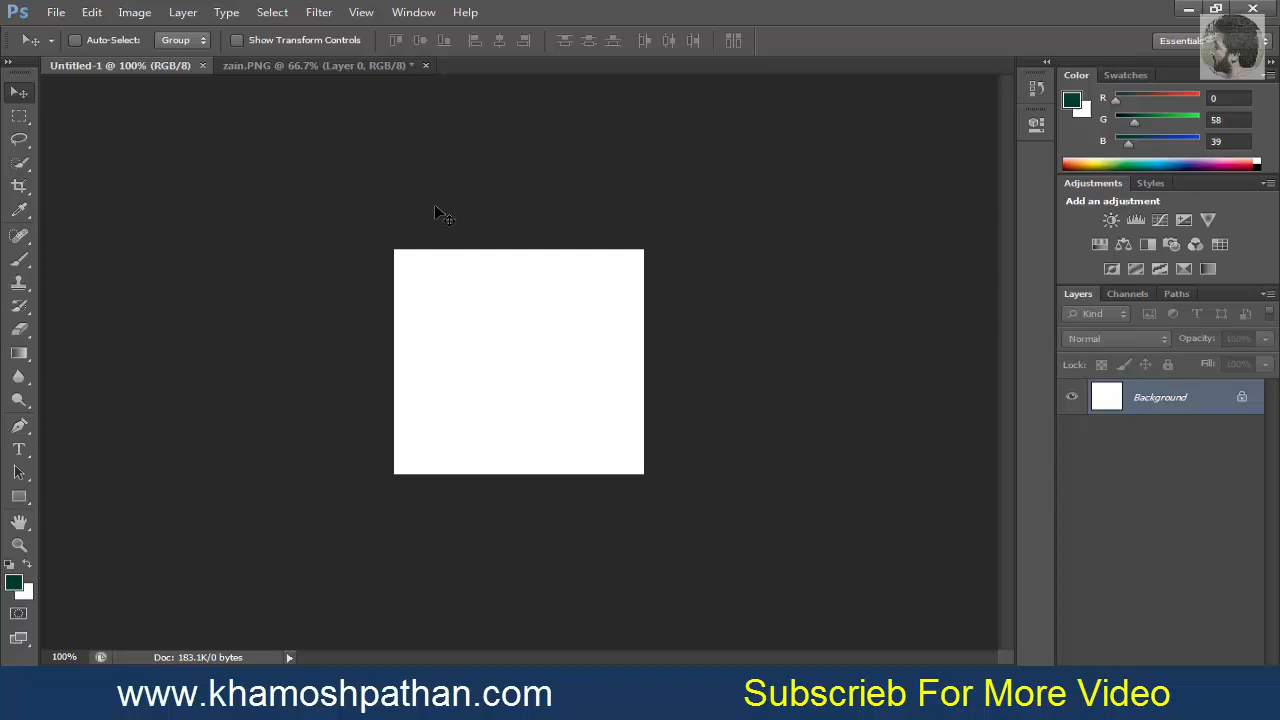 Ps File Edit Image Layer Type Select Filter View Window Help
Auto-Select: Group Show Transform Controls Essentials
Untitled-1 @ 100% (RGB/8) × zain.PNG @ 66.7% (Layer 0, RGB/8) * ×
Color Swatches
R 0
G 58
B 39
Adjustments Styles
Add an adjustment
Layers Channels Paths
Kind T
Normal Opacity: 100%
Lock: Fill: 100%
Background
T
100% Doc: 183.1K/0 bytes
www.khamoshpathan.com Subscrieb For More Video